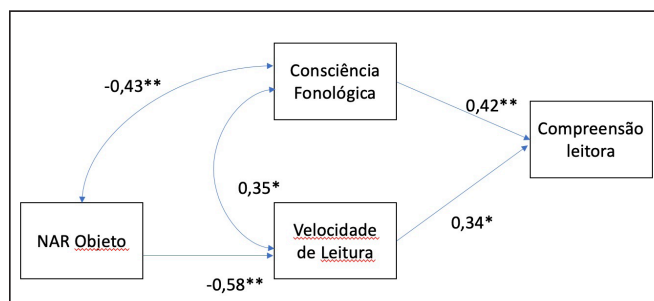 Consciência
Fonológica
-0,43**
0,42**
Compreensão
leitora
0,35*
NAR Objeto
Velocidade
de Leitura
0,34*
-0,58**